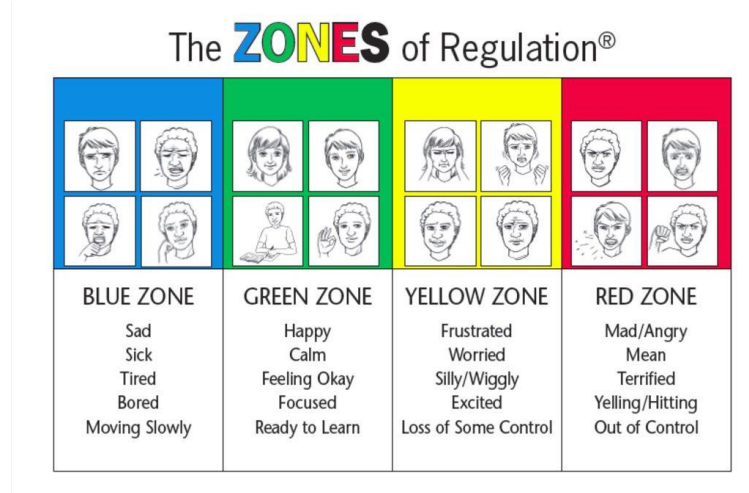 The ZONES of Regulation®
BLUE ZONE
Sad
Sick
Tired
Bored
Moving Slowly
GREEN ZONE
Happy
Calm
Feeling Okay
Focused
Ready to Learn
YELLOW ZONE
Frustrated
Worried
Silly/Wiggly
Excited
Loss of Some Control
RED ZONE
Mad/Angry
Mean
Terrified
Yelling/Hitting
Out of Control